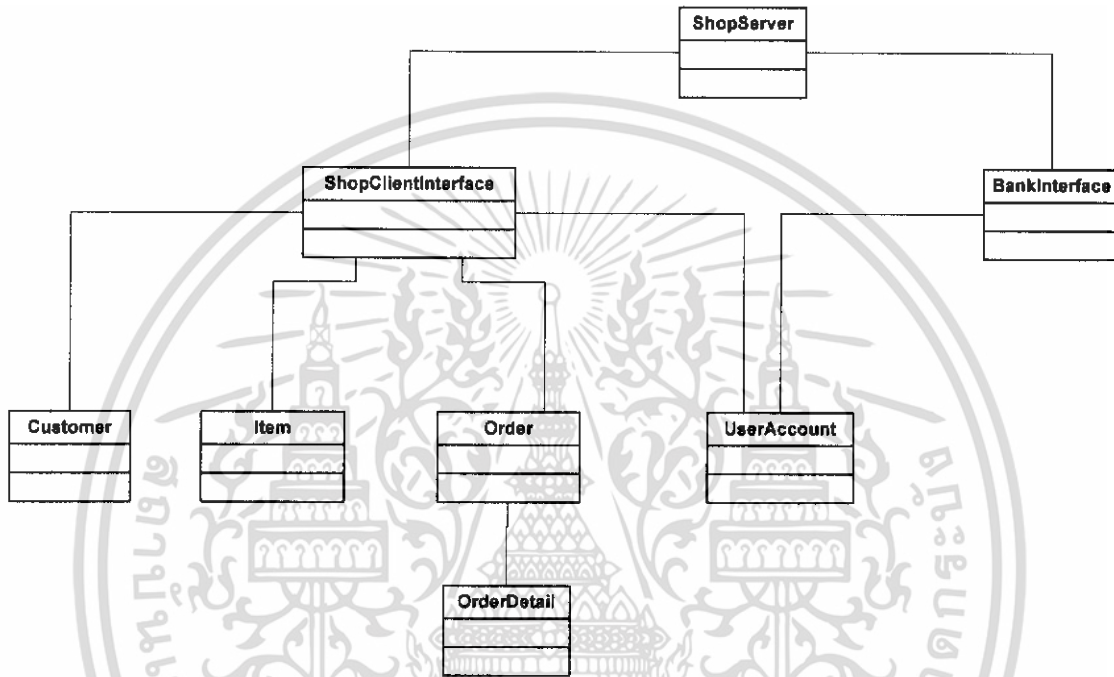 ShopServer
ShopClientInterface
BankInterface
Customer
Item
Order
UserAccount
OrderDetail